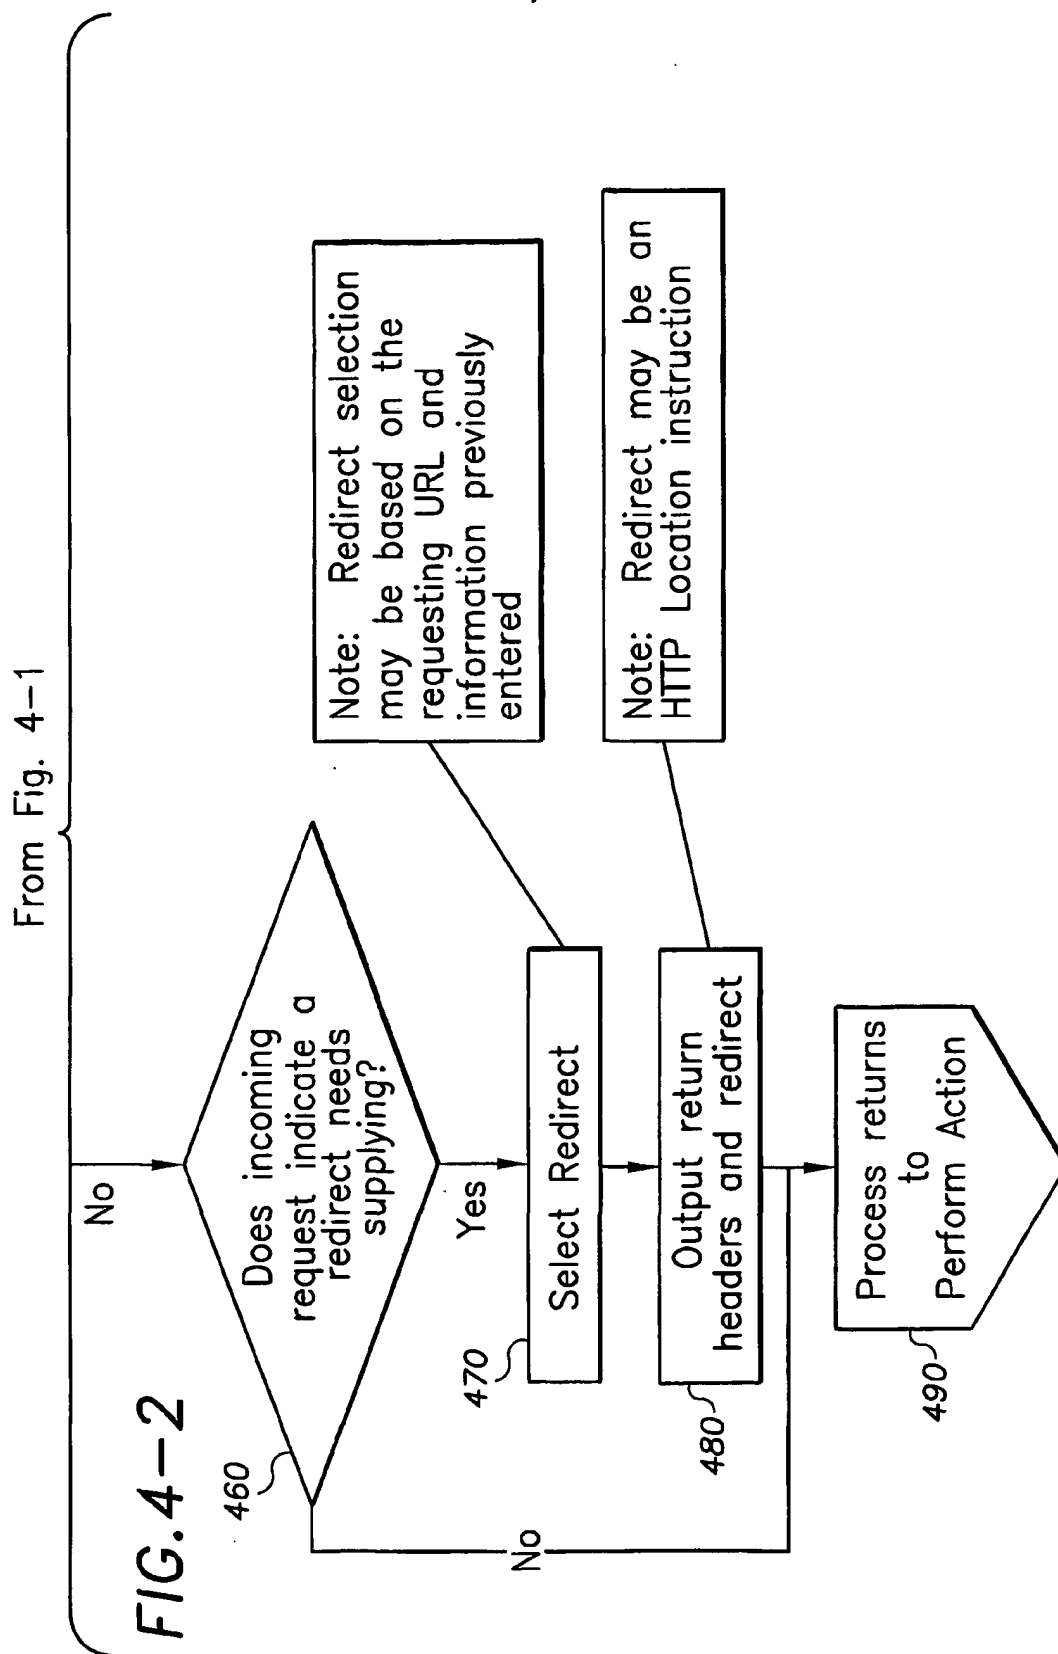 From Fig. 4-1
FIG.4-2
No
460
Does incoming
request indicate a
redirect needs
supplying?
Yes
No
470
Select Redirect
Note: Redirect selection
may be based on the
requesting URL and
information previously
entered
480
Output return
headers and redirect
Note: Redirect may be an
HTTP Location instruction
490
Process returns
to
Perform Action